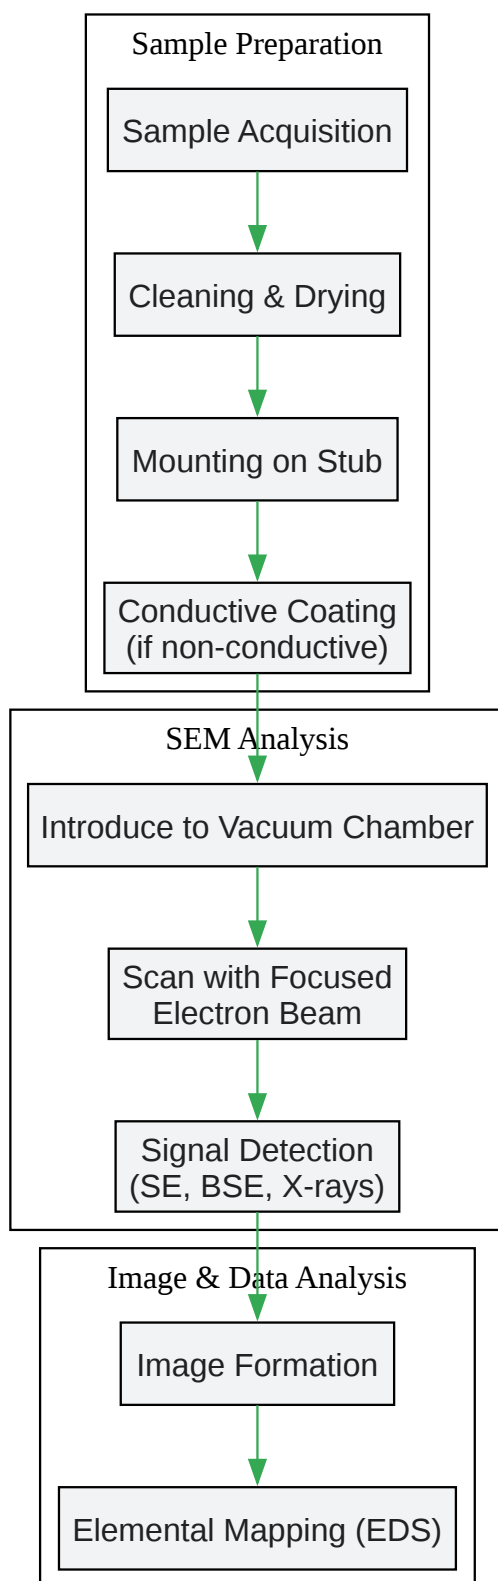 Sample Preparation
Sample Acquisition
Cleaning & Drying
Mounting on Stub
Conductive Coating
(if non-conductive)
SEM Analysis
Introduce to Vacuum Chamber
Scan with Focused
Electron Beam
Signal Detection
(SE, BSE, X-rays)
Image & Data Analysis
Image Formation
Elemental Mapping (EDS)